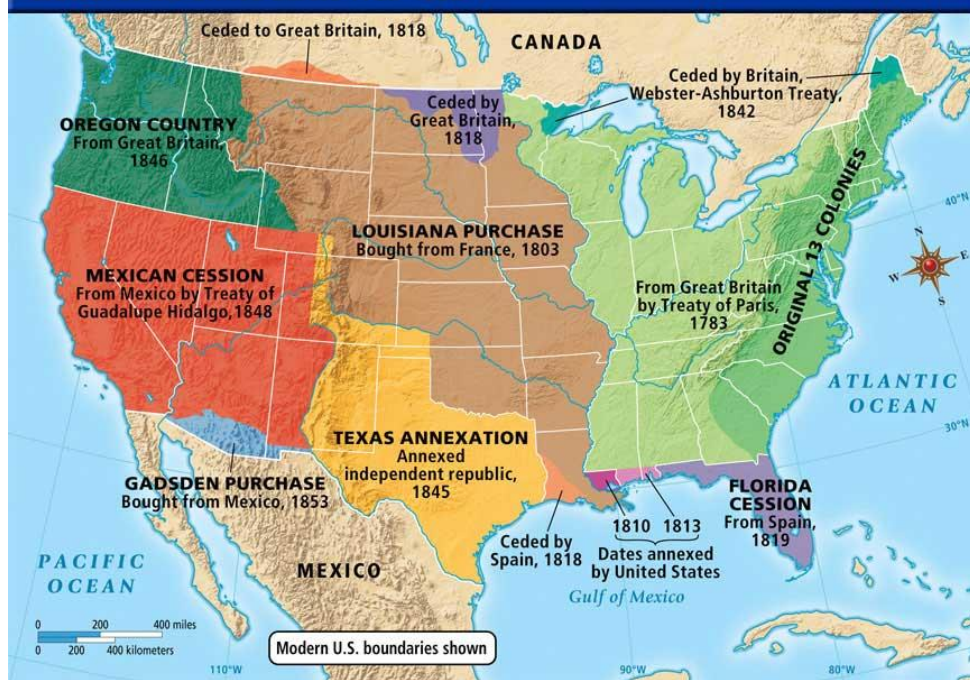 Ceded to Great Britain, 1818
CANADA
Ceded by Britain,
Webster-Ashburton Treaty,
1842
Ceded by
Great Britain,
1818
OREGON COUNTRY
From Great Britain,
1846
LOUISIANA PURCHASE
Bought from France, 1803
MEXICAN CESSION
From Mexico by Treaty of
Guadalupe Hidalgo, 1848
From Great Britain
by Treaty of Paris,
1783
ORIGINAL 13 COLONIES
40°N
N
W
E
S
ATLANTIC
OCEAN
30°N
TEXAS ANNEXATION
Annexed
independent republic,
1845
GADSDEN PURCHASE
Bought from Mexico, 1853
FLORIDA
CESSION
From Spain,
1819
1810
1813
Dates annexed
by United States
Ceded by
Spain, 1818
PACIFIC
OCEAN
MEXICO
Gulf of Mexico
0 200 400 miles
0 200 400 kilometers
Modern U.S. boundaries shown
110°W
90°W
80°W